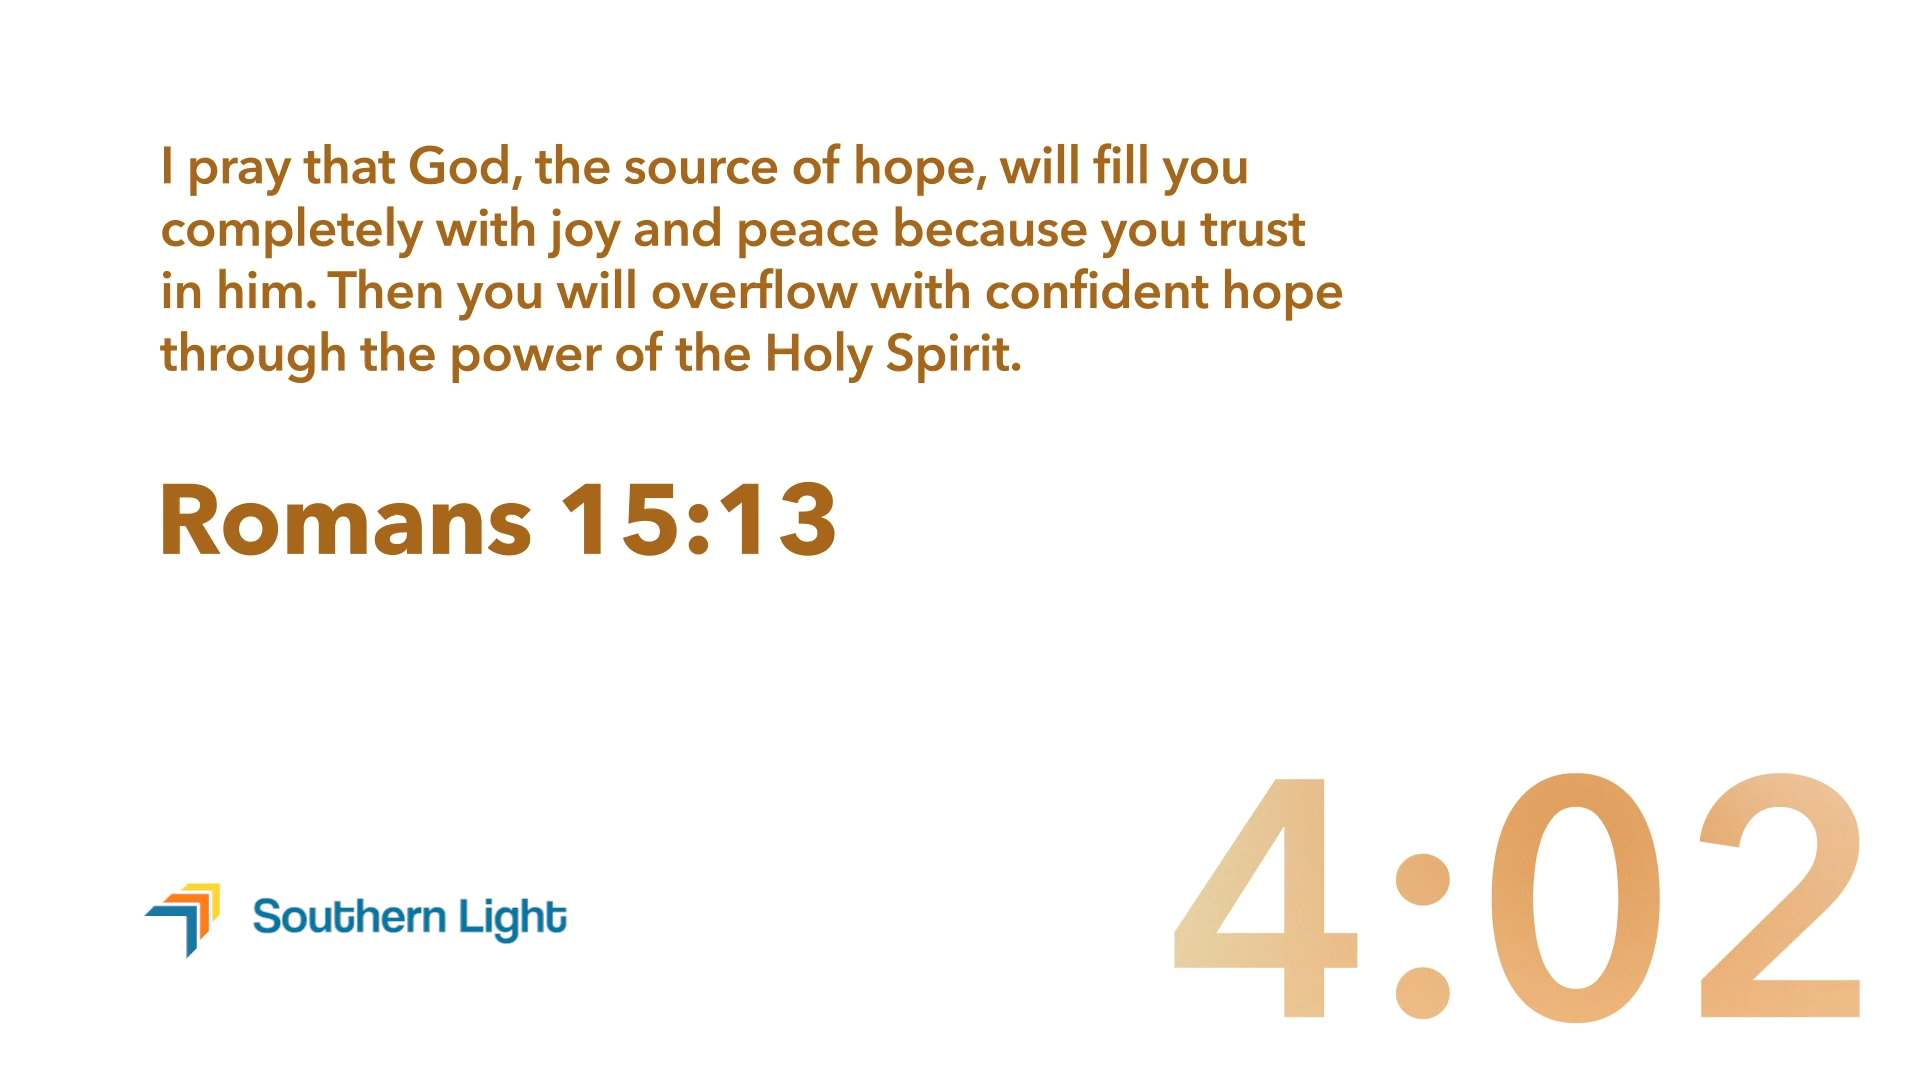 I pray that God, the source of hope, will fill you
completely with joy and peace because you trust
in him. Then you will overflow with confident hope
through the power of the Holy Spirit.
Romans 15:13
Southern Light
4:02